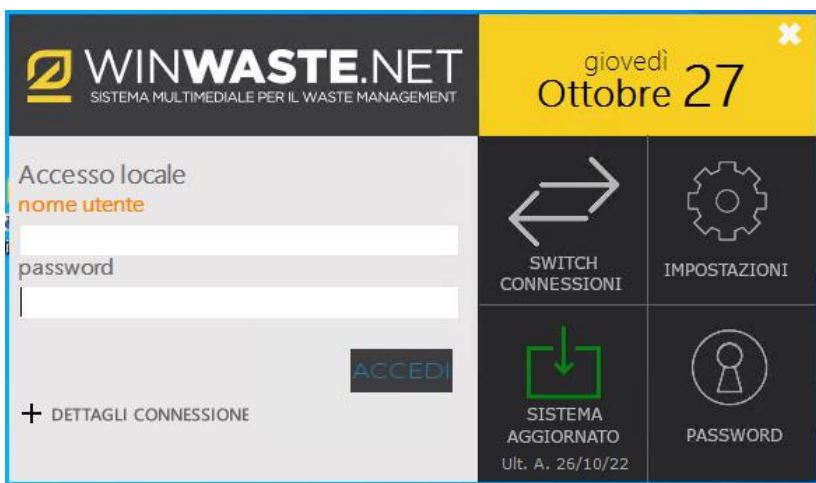 WINWASTE.NET
SISTEMA MULTIMEDIALE PER IL WASTE MANAGEMENT
giovedì
Ottobre 27
Accesso locale
nome utente
password
ACCEDI
DETTAGLI CONNESSIONE
SWITCH
CONNESSIONI
IMPOSTAZIONI
SISTEMA
AGGIORNATO
Ult. A. 26/10/22
PASSWORD